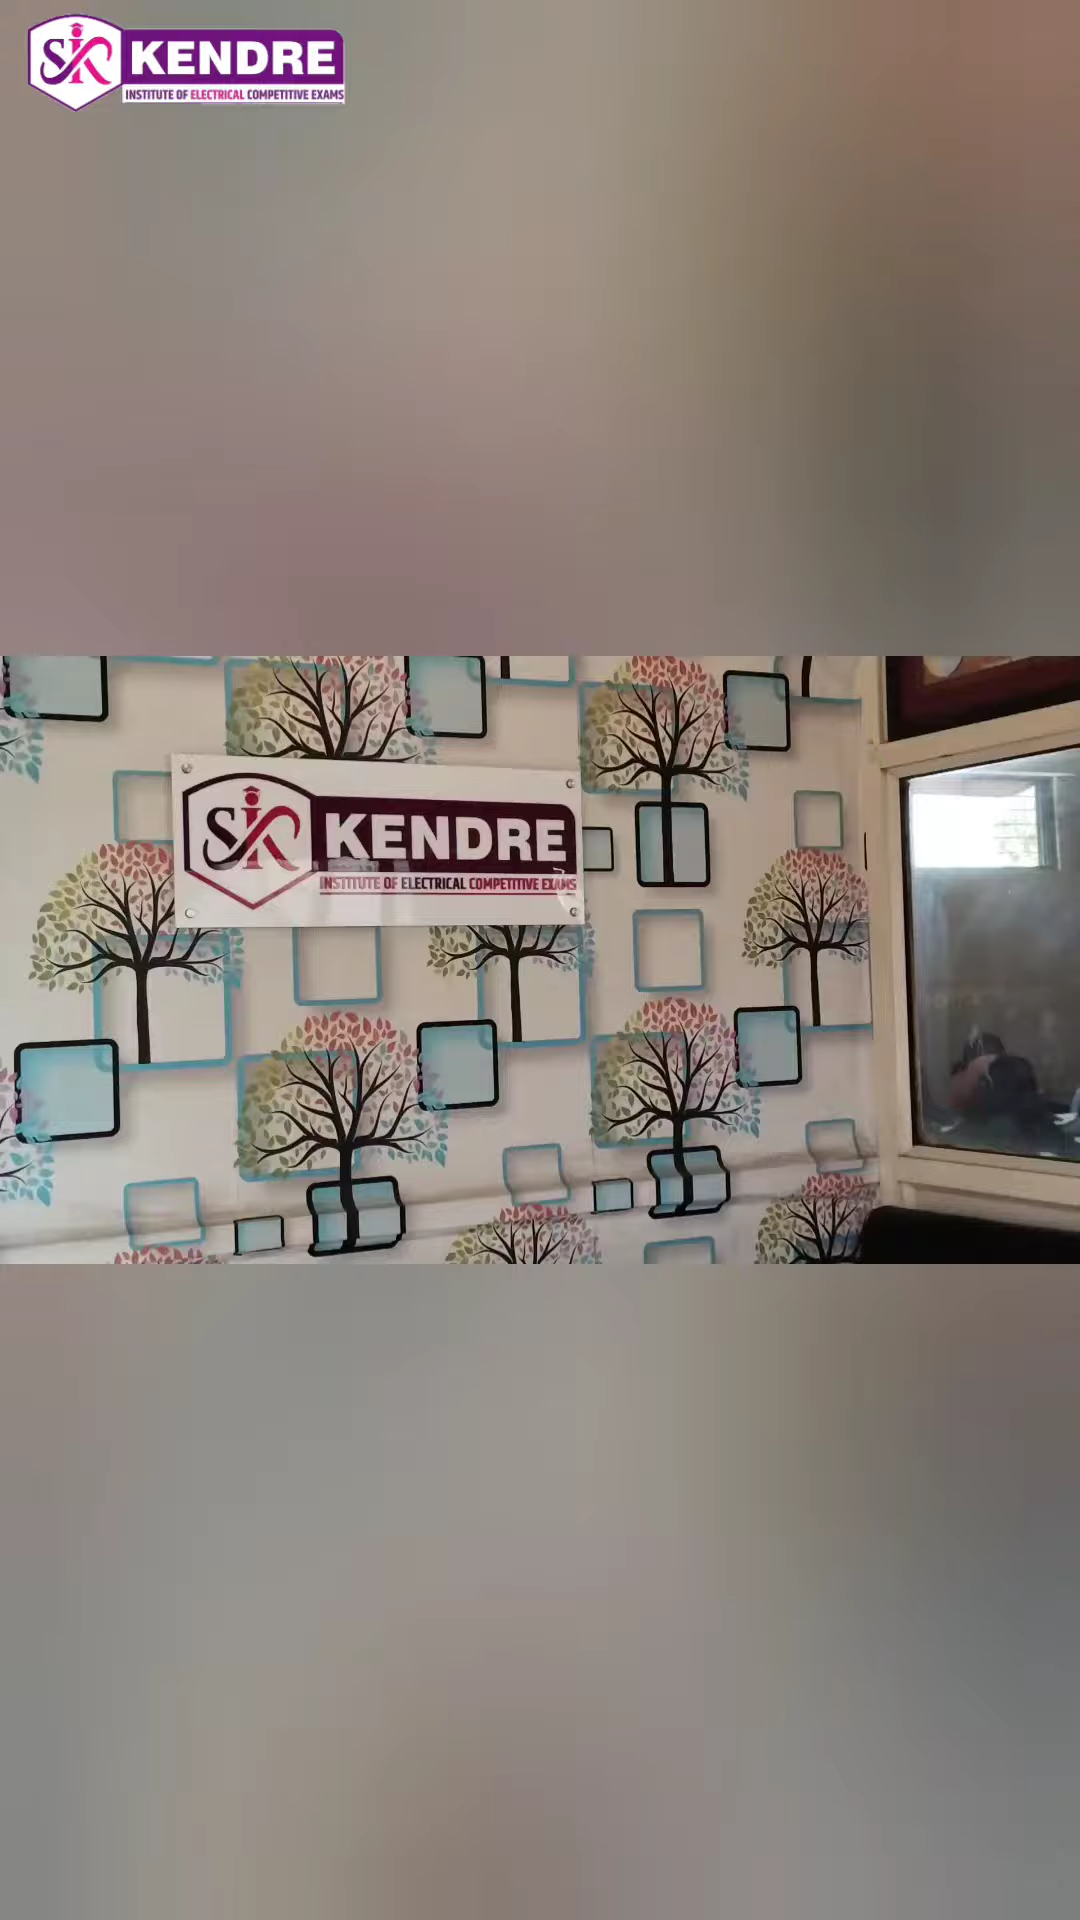 SK KENDRE
INSTITUTE OF ELECTRICAL COMPETITIVE EXAMS
SK KENDRE
INSTITUTE OF ELECTRICAL COMPETITIVE EXAMS